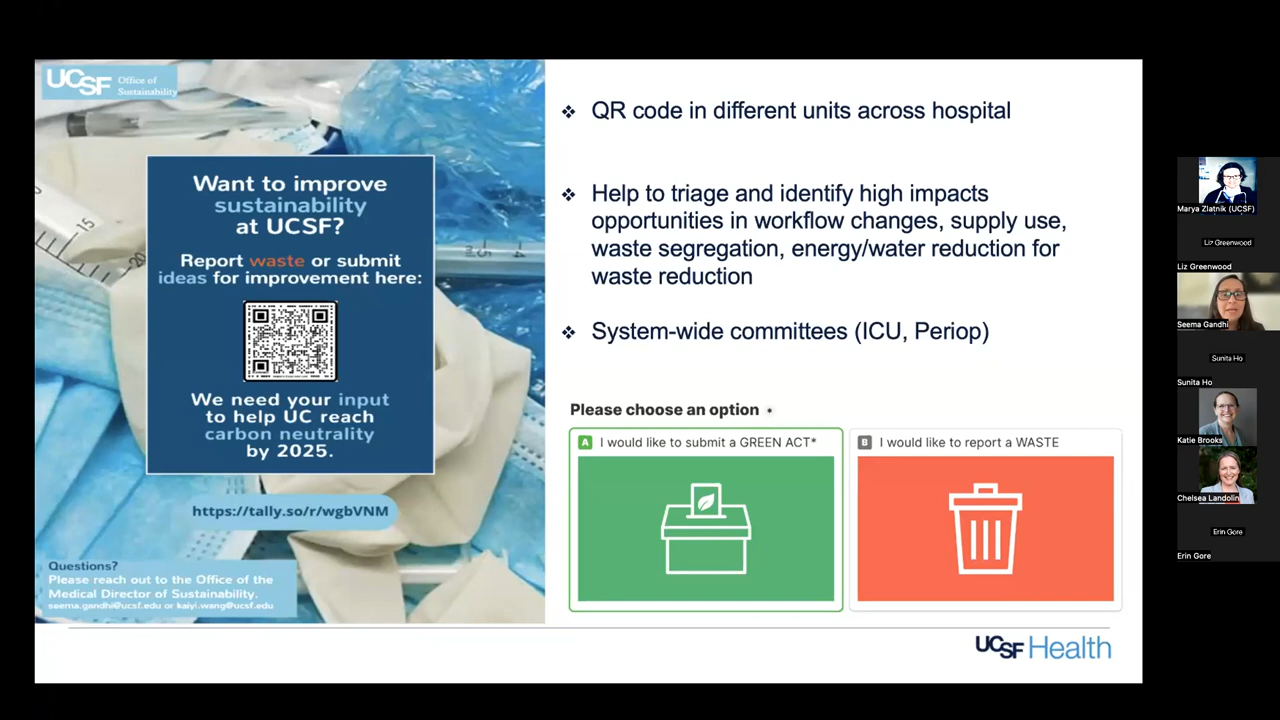 UCSF Office of
Sustainability
Want to improve
sustainability
at UCSF?
Report waste or submit
ideas for improvement here:
We need your input
to help UC reach
carbon neutrality
by 2025.
https://tally.so/r/wgbVNM
Questions?
Please reach out to the Office of the
Medical Director of Sustainability.
seema.gandhi@ucsf.edu or kaiyi.wang@ucsf.edu
❖ QR code in different units across hospital
❖ Help to triage and identify high impacts
opportunities in workflow changes, supply use,
waste segregation, energy/water reduction for
waste reduction
❖ System-wide committees (ICU, Periop)
Please choose an option *
A I would like to submit a GREEN ACT*
B I would like to report a WASTE
UCSF Health
Marya Zlatnik (UCSF)
Liz Greenwood
Liz Greenwood
Seema Gandhi
Sunita Ho
Sunita Ho
Katie Brooks
Chelsea Landolin
Erin Gore
Erin Gore
15
20
15
4
0